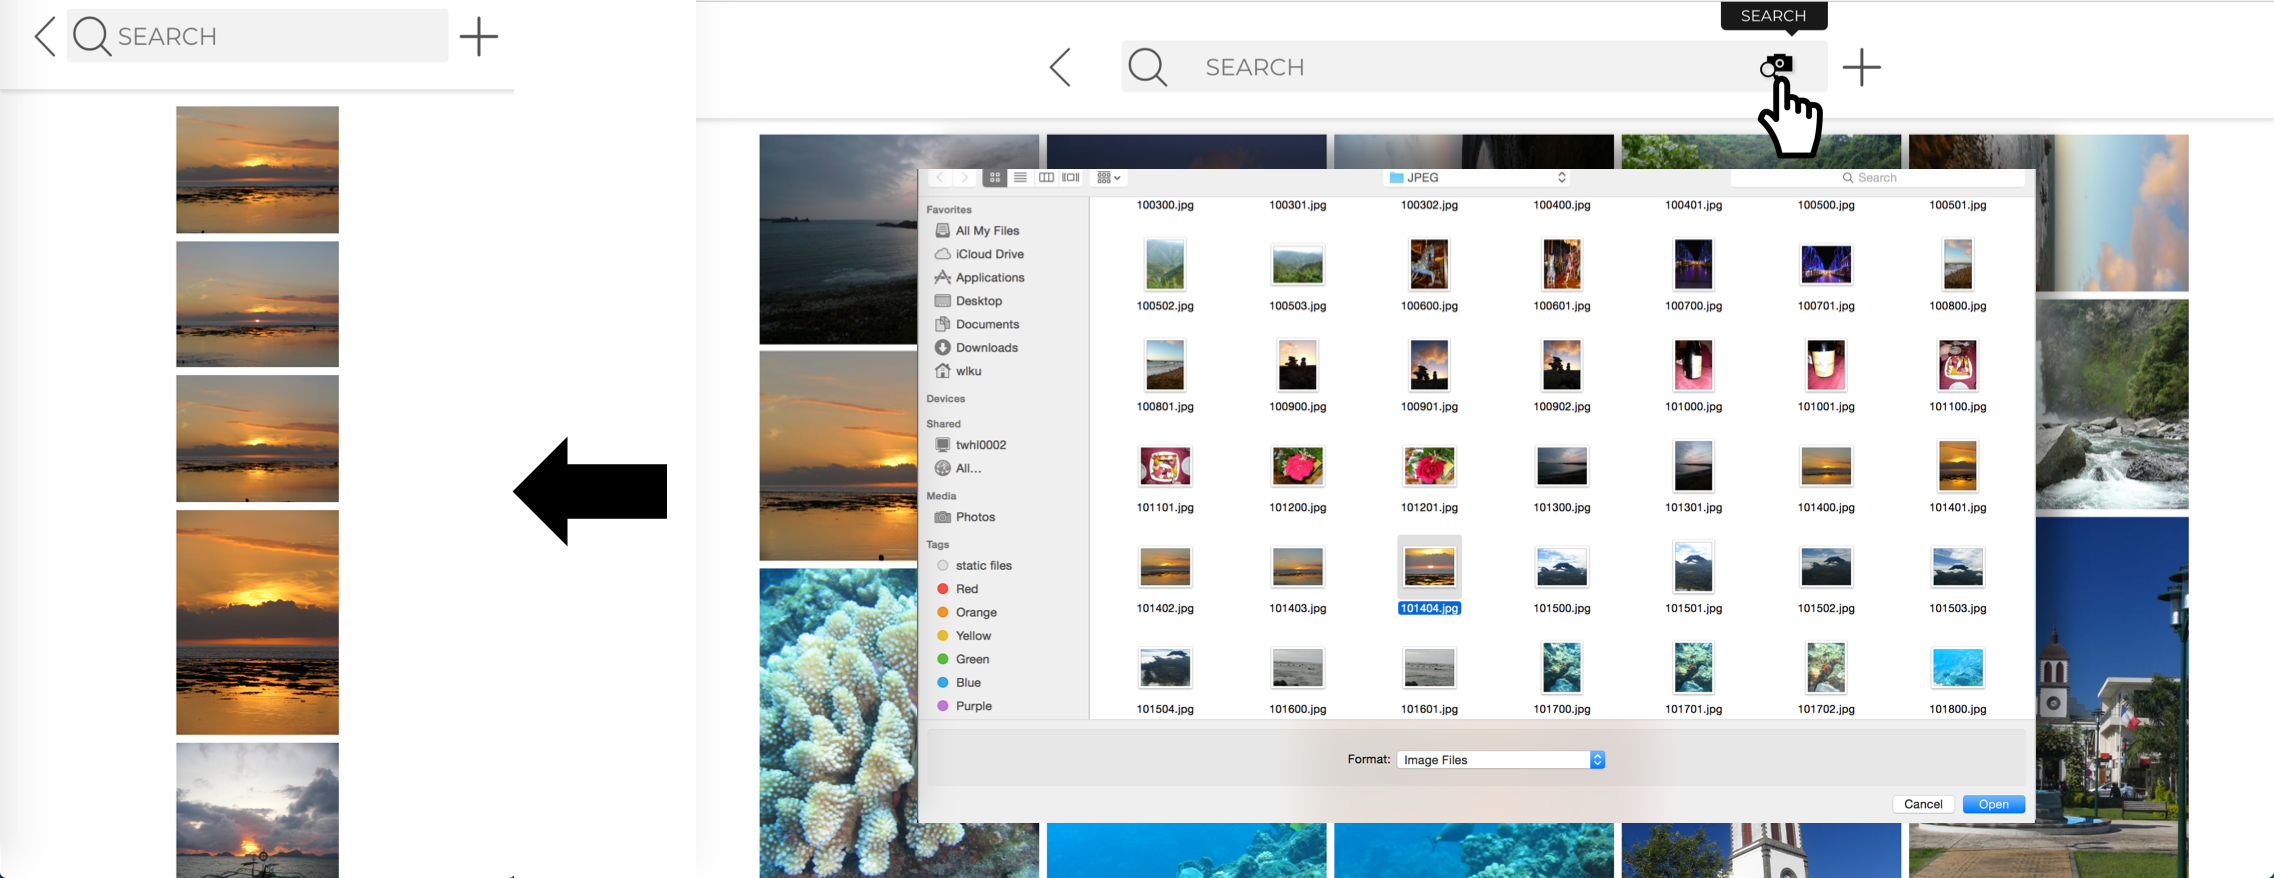 SEARCH
SEARCH
SEARCH
JPEG
Search
Favorites
All My Files
iCloud Drive
Applications
Desktop
Documents
Downloads
wlku
Devices
Shared
twhl0002
All...
Media
Photos
Tags
static files
Red
Orange
Yellow
Green
Blue
Purple
100300.jpg 100301.jpg 100302.jpg 100400.jpg 100401.jpg 100500.jpg 100501.jpg
100502.jpg 100503.jpg 100600.jpg 100601.jpg 100700.jpg 100701.jpg 100800.jpg
100801.jpg 100900.jpg 100901.jpg 100902.jpg 101000.jpg 101001.jpg 101100.jpg
101101.jpg 101200.jpg 101201.jpg 101300.jpg 101301.jpg 101400.jpg 101401.jpg
101402.jpg 101403.jpg 101404.jpg 101500.jpg 101501.jpg 101502.jpg 101503.jpg
101504.jpg 101600.jpg 101601.jpg 101700.jpg 101701.jpg 101702.jpg 101800.jpg
Format: Image Files
Cancel Open